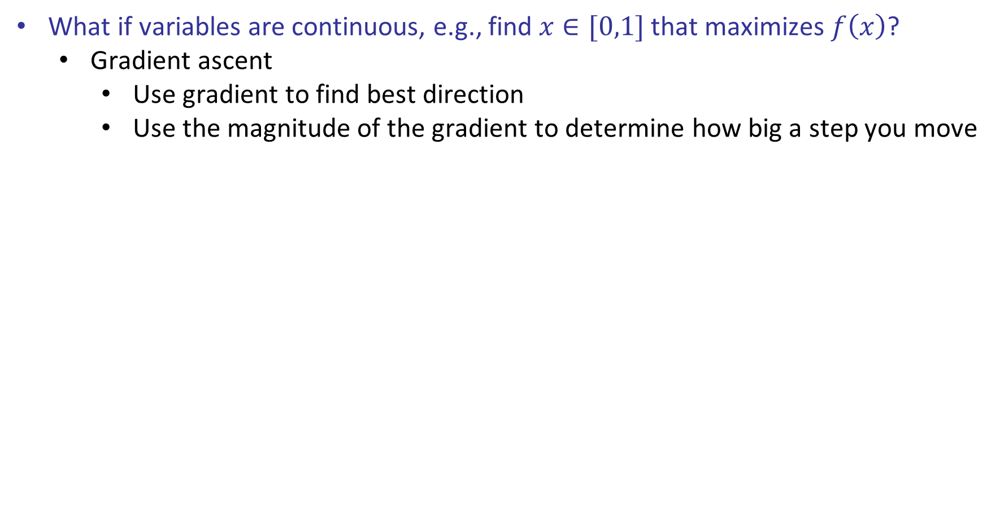 • What if variables are continuous, e.g., find 𝑥 ∈ [0,1] that maximizes 𝑓(𝑥)?
• Gradient ascent
• Use gradient to find best direction
• Use the magnitude of the gradient to determine how big a step you move